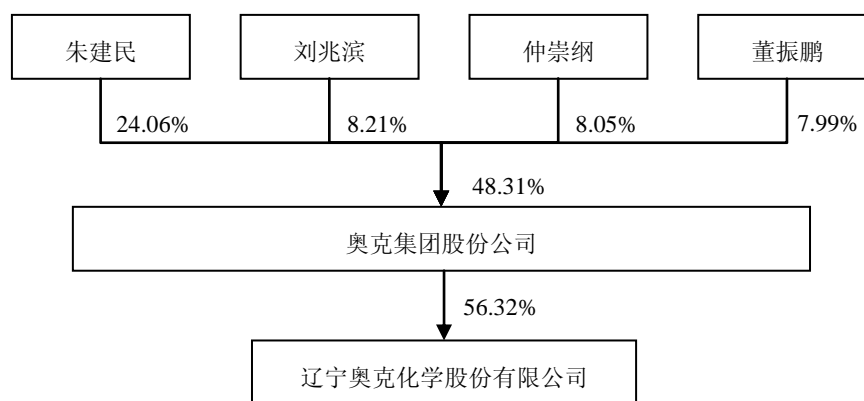 朱建民
刘兆滨
仲崇纲
董振鹏
24.06%
8.21%
8.05%
7.99%
48.31%
奥克集团股份公司
56.32%
辽宁奥克化学股份有限公司